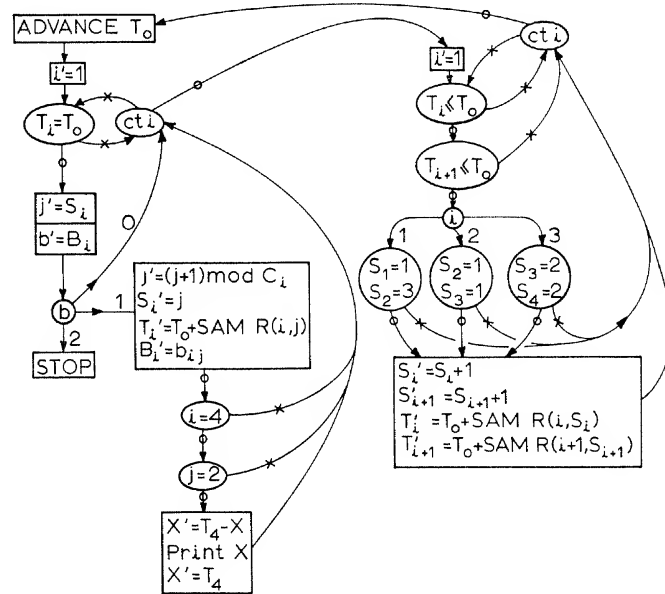 ADVANCE T₀
i'=1
Tᵢ=T₀
ct i
j'=Sᵢ
b'=Bᵢ
b
0
1
2
STOP
j'=(j+1)mod Cᵢ
Sᵢ'=j
Tᵢ'=T₀+SAM R(i,j)
Bᵢ'=bᵢⱼ
i=4
j=2
X'=T₄-X
Print X
X'=T₄
ct i
i'=1
Tᵢ⩽T₀
Tᵢ₊₁⩽T₀
i
1
2
3
S₁=1
S₂=3
S₂=1
S₃=1
S₃=2
S₄=2
Sᵢ'=Sᵢ+1
S'ᵢ₊₁=Sᵢ₊₁+1
T'ᵢ=T₀+SAM R(i,Sᵢ)
T'ᵢ₊₁=T₀+SAM R(i+1,Sᵢ₊₁)